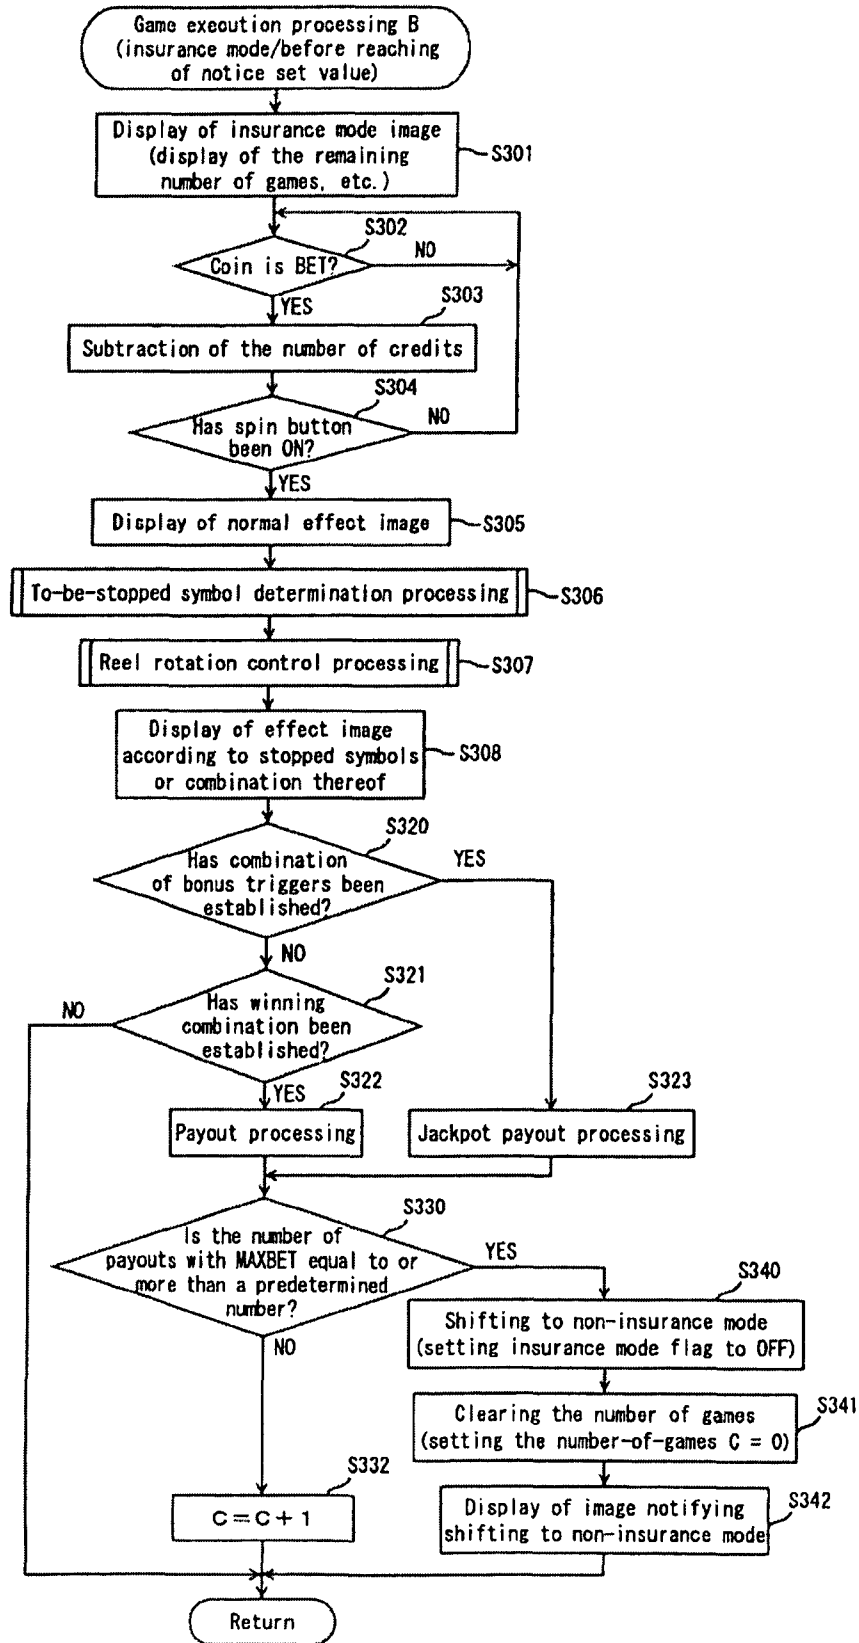 Game execution processing B
(insurance mode/before reaching
of notice set value)
Display of insurance mode image
(display of the remaining
number of games, etc.)
S301
S302
Coin is BET?
NO
YES
S303
Subtraction of the number of credits
S304
Has spin button
been ON?
NO
YES
Display of normal effect image
S305
To-be-stopped symbol determination processing
S306
Reel rotation control processing
S307
Display of effect image
according to stopped symbols
or combination thereof
S308
S320
Has combination
of bonus triggers been
established?
YES
NO
S321
Has winning
combination been
established?
NO
YES
S322
Payout processing
S323
Jackpot payout processing
S330
Is the number of
payouts with MAXBET equal to or
more than a predetermined
number?
YES
NO
S340
Shifting to non-insurance mode
(setting insurance mode flag to OFF)
S341
Clearing the number of games
(setting the number-of-games C = 0)
S332
C=C+1
S342
Display of image notifying
shifting to non-insurance mode
Return